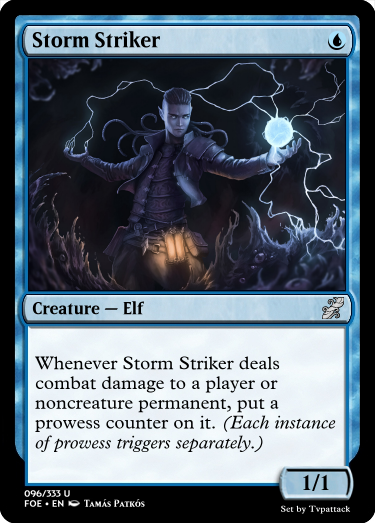 Storm Striker
Creature — Elf
Whenever Storm Striker deals
combat damage to a player or
noncreature permanent, put a
prowess counter on it. (Each instance
of prowess triggers separately.)
1/1
096/333 U
FOE • EN Tamás Patkós
Set by Tvpattack